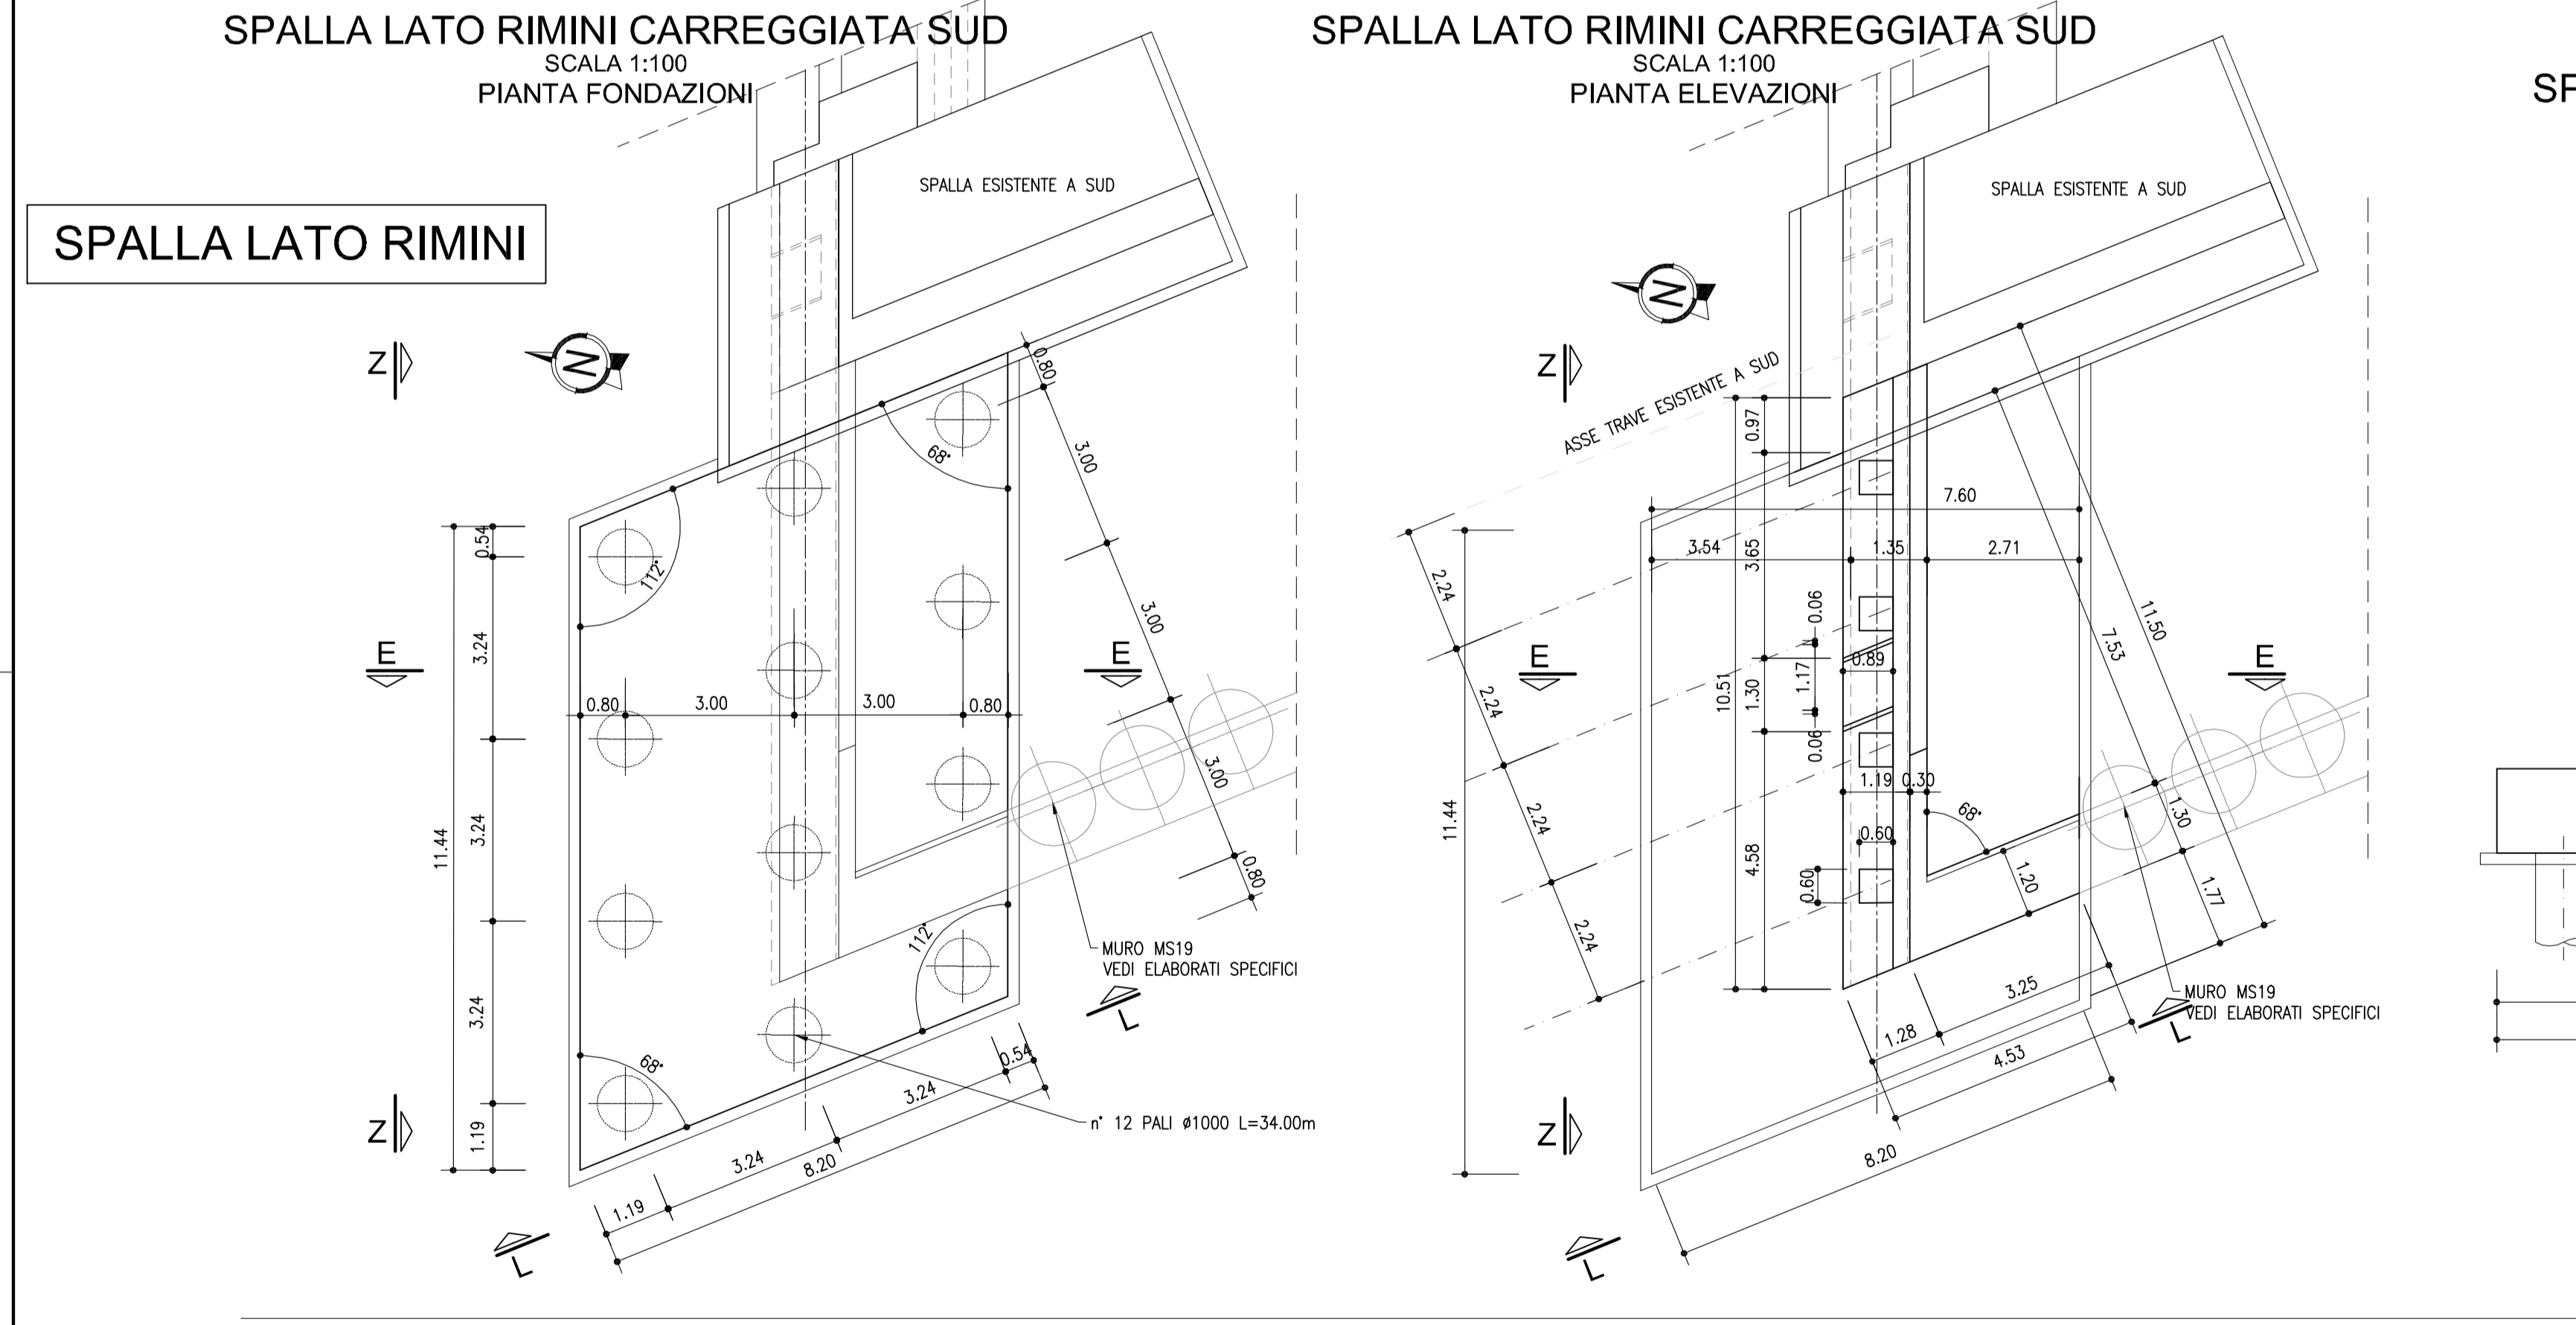 SPALLA LATO RIMINI CARREGGIATA SUD
SCALA 1:100
PIANTA FONDAZIONI
SPALLA LATO RIMINI
SPALLA ESISTENTE A SUD
Z
N
0.80
3.00
68°
112°
0.54
3.24
E
E
3.00
0.80
3.00
3.00
0.80
3.24
11.44
3.00
0.80
3.24
112°
MURO MS19
VEDI ELABORATI SPECIFICI
L
68°
0.54
3.24
n° 12 PALI ø1000 L=34.00m
Z
1.19
3.24
8.20
1.19
L
SPALLA LATO RIMINI CARREGGIATA SUD
SCALA 1:100
PIANTA ELEVAZIONI
SPALLA ESISTENTE A SUD
N
Z
ASSE TRAVE ESISTENTE A SUD
0.97
7.60
3.54
3.65
1.35
2.71
2.24
0.06
11.50
7.53
E
0.89
E
1.17
10.51
1.30
2.24
0.06
1.19
0.30
68°
1.30
2.24
11.44
0.60
4.58
0.60
1.20
1.77
2.24
3.25
MURO MS19
VEDI ELABORATI SPECIFICI
L
1.28
4.53
Z
8.20
L
SP